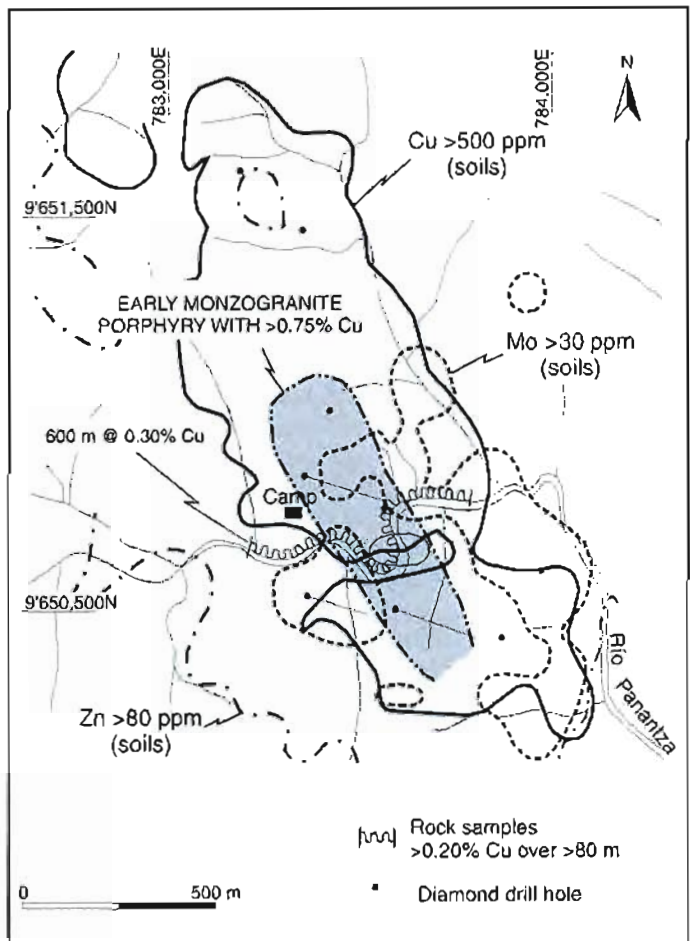 783,000E
784,000E
N
Cu >500 ppm
(soils)
9'651,500N
EARLY MONZOGRANITE
PORPHYRY WITH >0.75% Cu
Mo >30 ppm
(soils)
600 m @ 0.30% Cu
Camp
9'650,500N
Río
Panantza
Zn >80 ppm
(soils)
Rock samples
>0.20% Cu over >80 m
0 500 m
Diamond drill hole